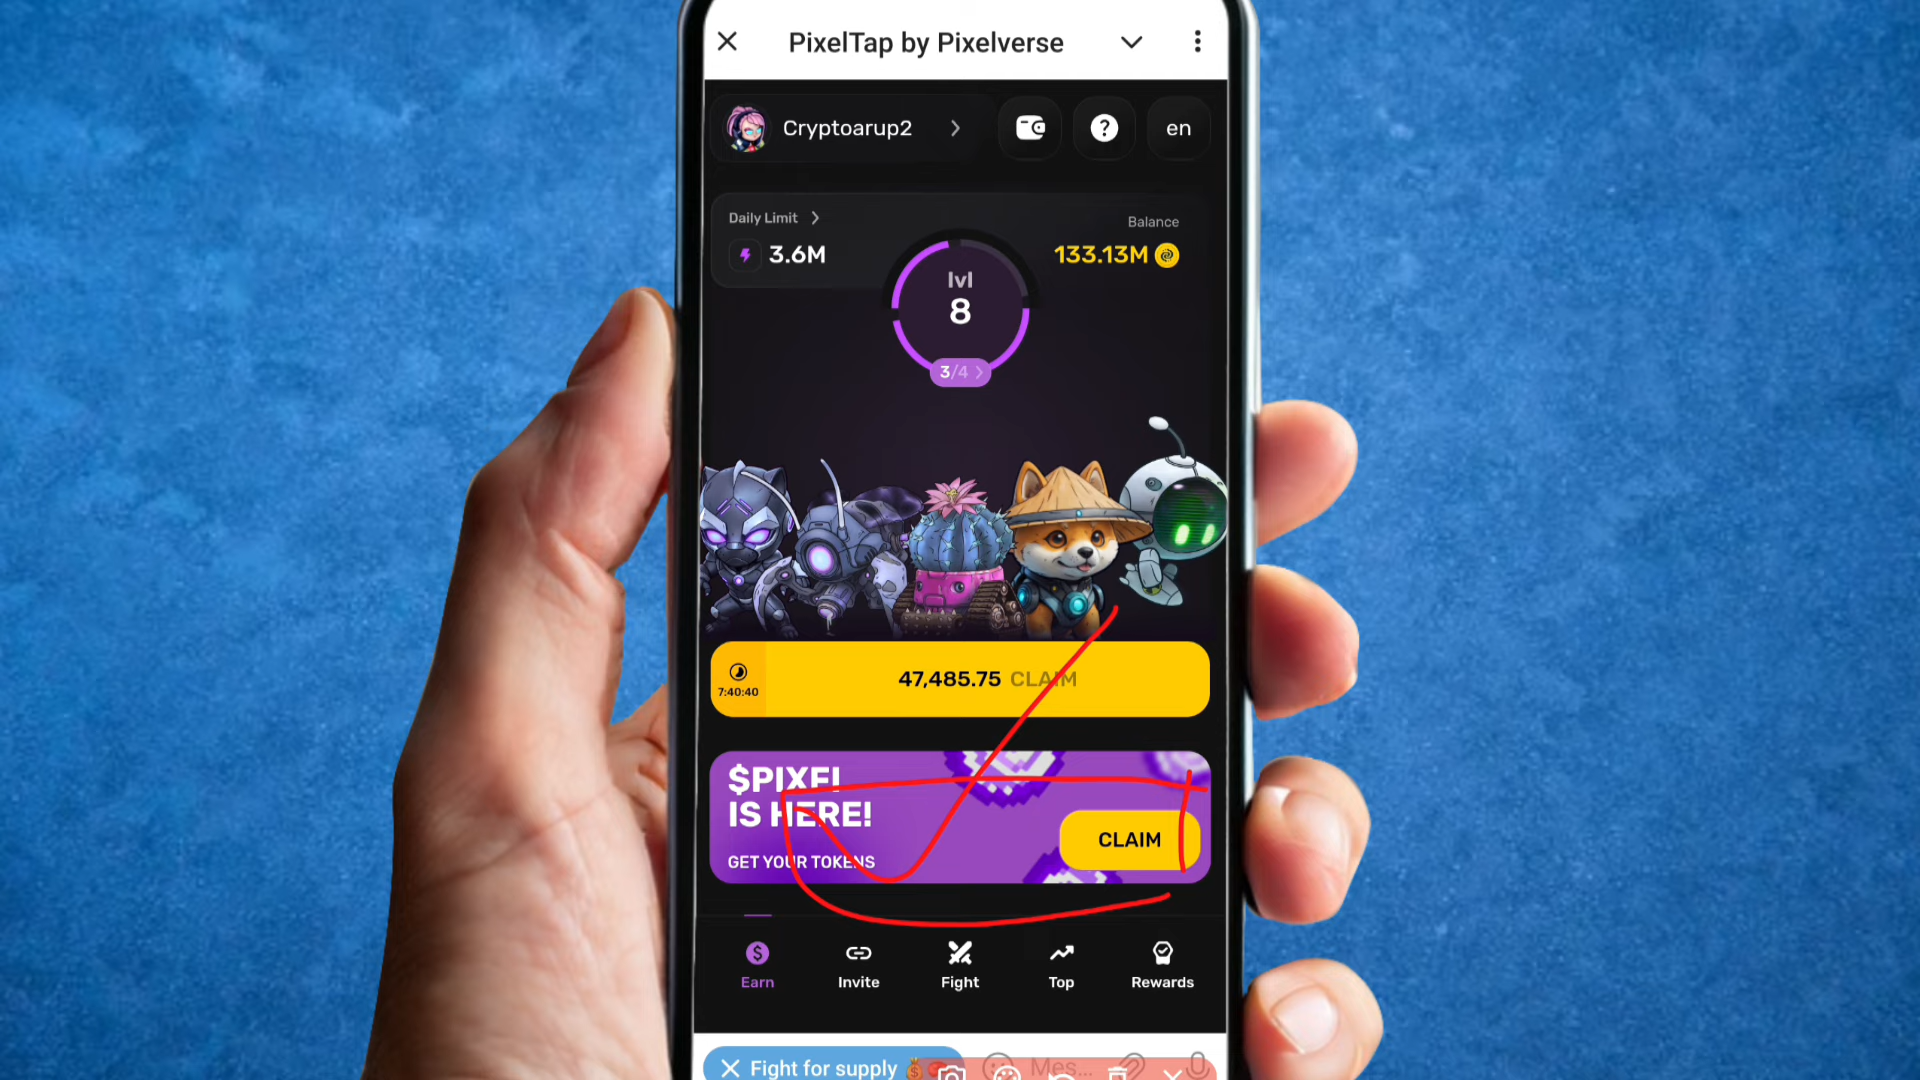 PixelTap by Pixelverse
Cryptoarup2
en
Daily Limit
Balance
3.6M
133.13M
lvl
8
3/4
47,485.75 CLAIM
7:40:40
$PIXEL
IS HERE!
CLAIM
GET YOUR TOKENS
Earn
Invite
Fight
Top
Rewards
Fight for supply
Mes...